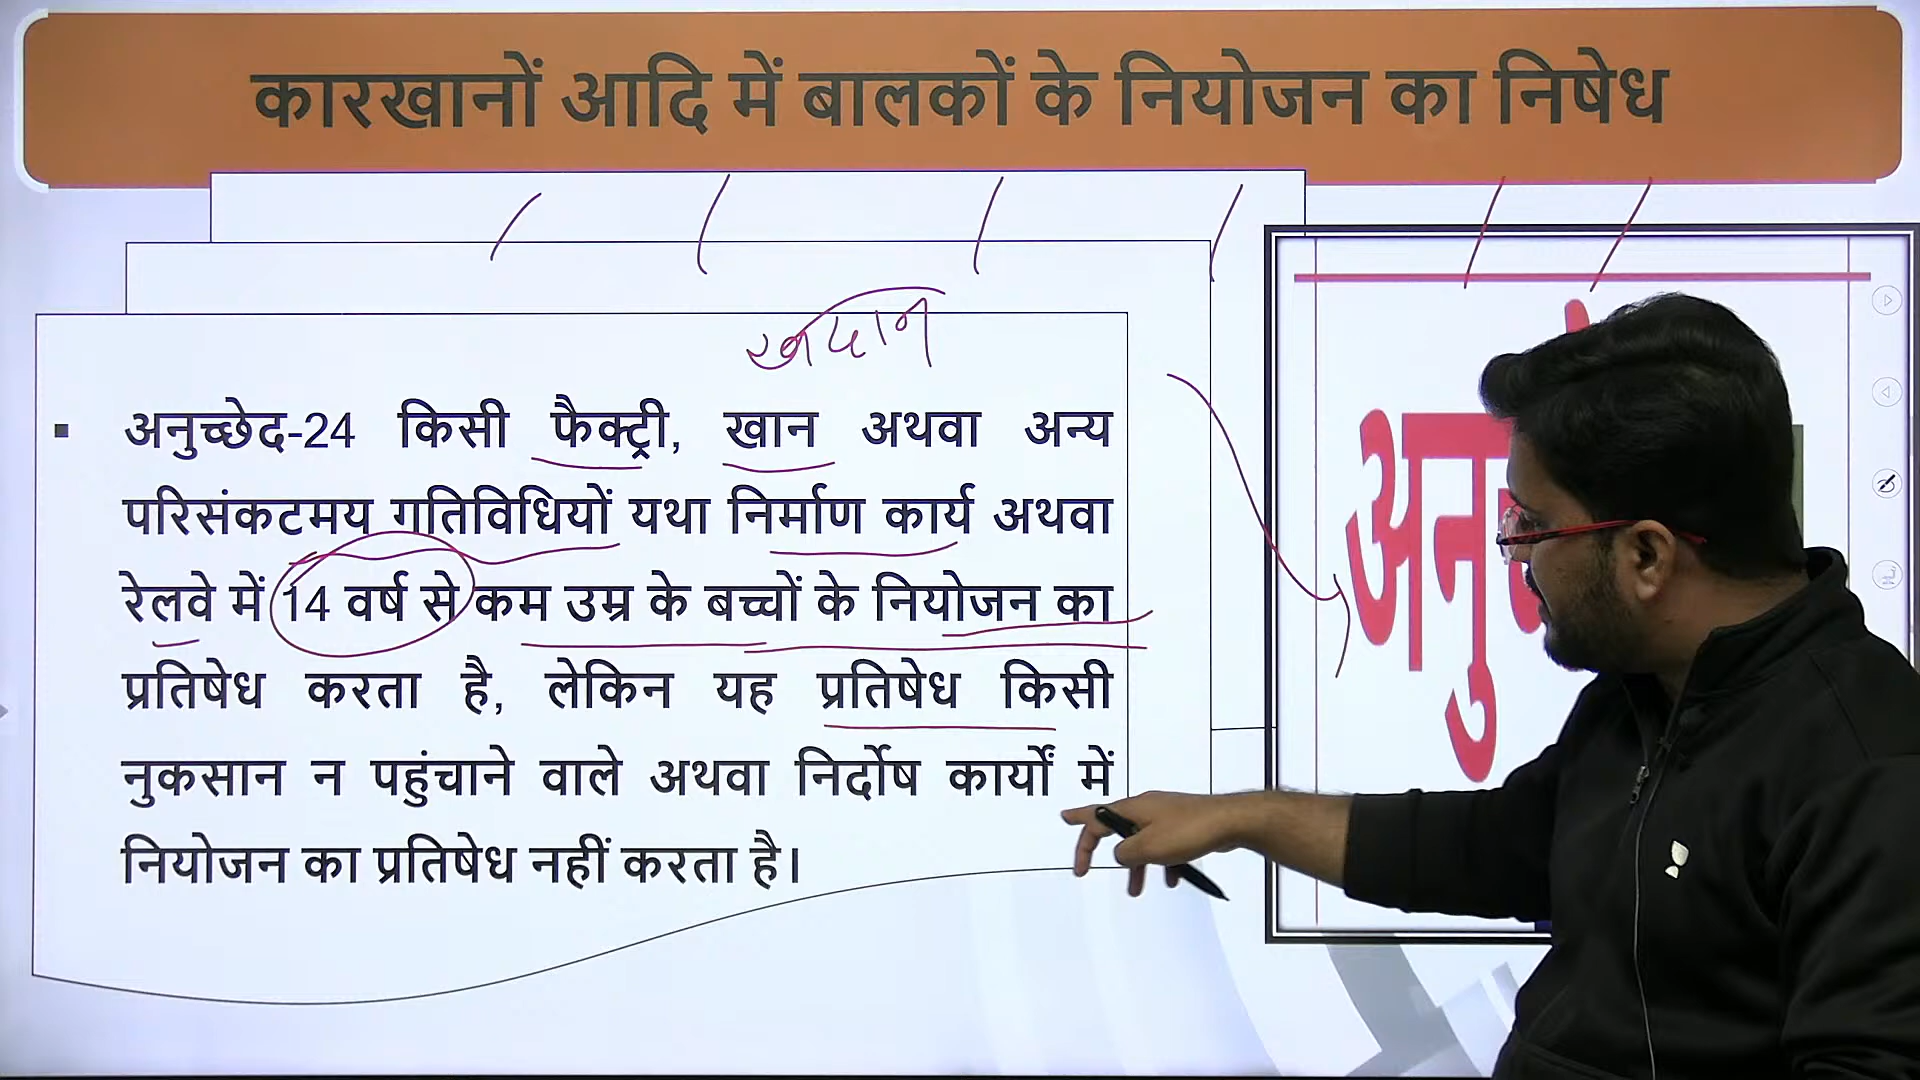 कारखानों आदि में बालकों के नियोजन का निषेध
खदान
▪ अनुच्छेद-24 किसी फैक्ट्री, खान अथवा अन्य
परिसंकटमय गतिविधियों यथा निर्माण कार्य अथवा
रेलवे में 14 वर्ष से कम उम्र के बच्चों के नियोजन का
प्रतिषेध करता है, लेकिन यह प्रतिषेध किसी
नुकसान न पहुंचाने वाले अथवा निर्दोष कार्यों में
नियोजन का प्रतिषेध नहीं करता है।